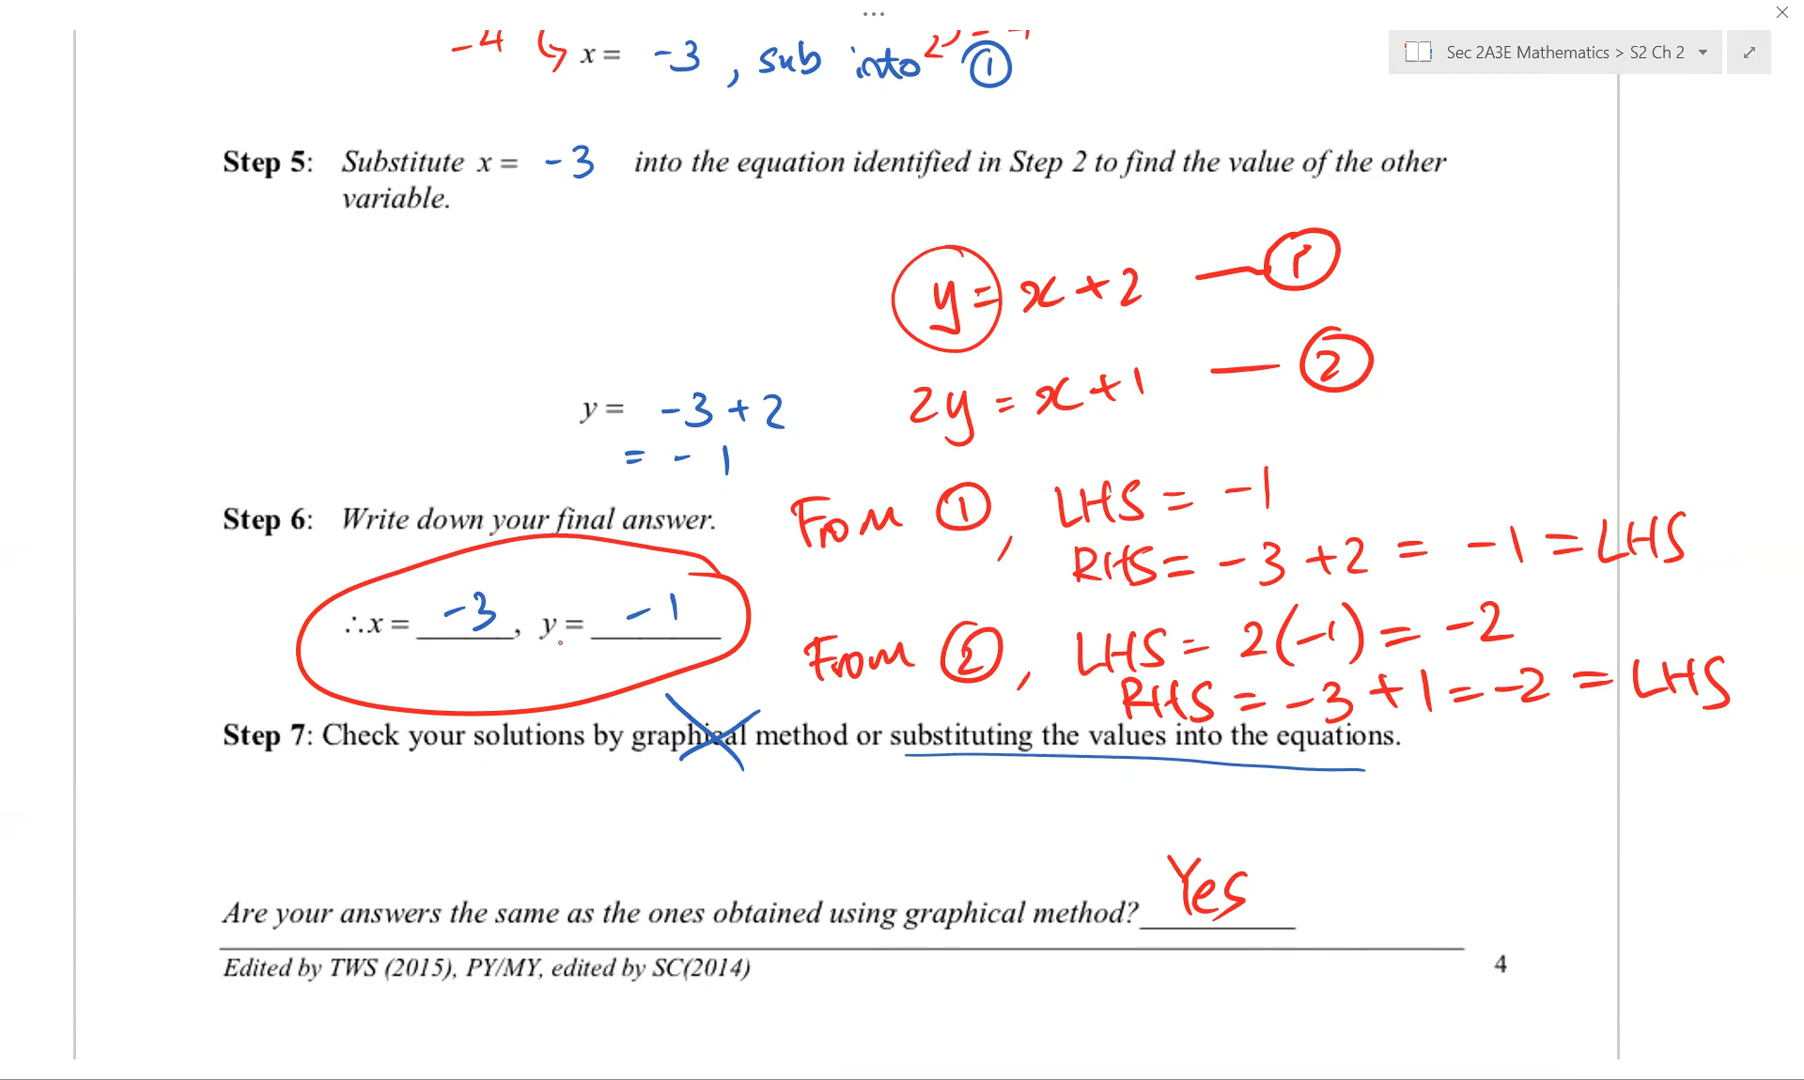 Sec 2A3E Mathematics > S2 Ch 2
-4 ↳ x = -3 , sub into ①
Step 5: Substitute x = -3 into the equation identified in Step 2 to find the value of the other
variable.
y = x + 2 — ①
2y = x + 1 — ②
y = -3 + 2
= -1
From ①, LHS = -1
RHS = -3 + 2 = -1 = LHS
Step 6: Write down your final answer.
∴ x = -3, y = -1
From ②, LHS = 2(-1) = -2
RHS = -3 + 1 = -2 = LHS
Step 7: Check your solutions by graphical method or substituting the values into the equations.
Are your answers the same as the ones obtained using graphical method? Yes
Edited by TWS (2015), PY/MY, edited by SC(2014) 4